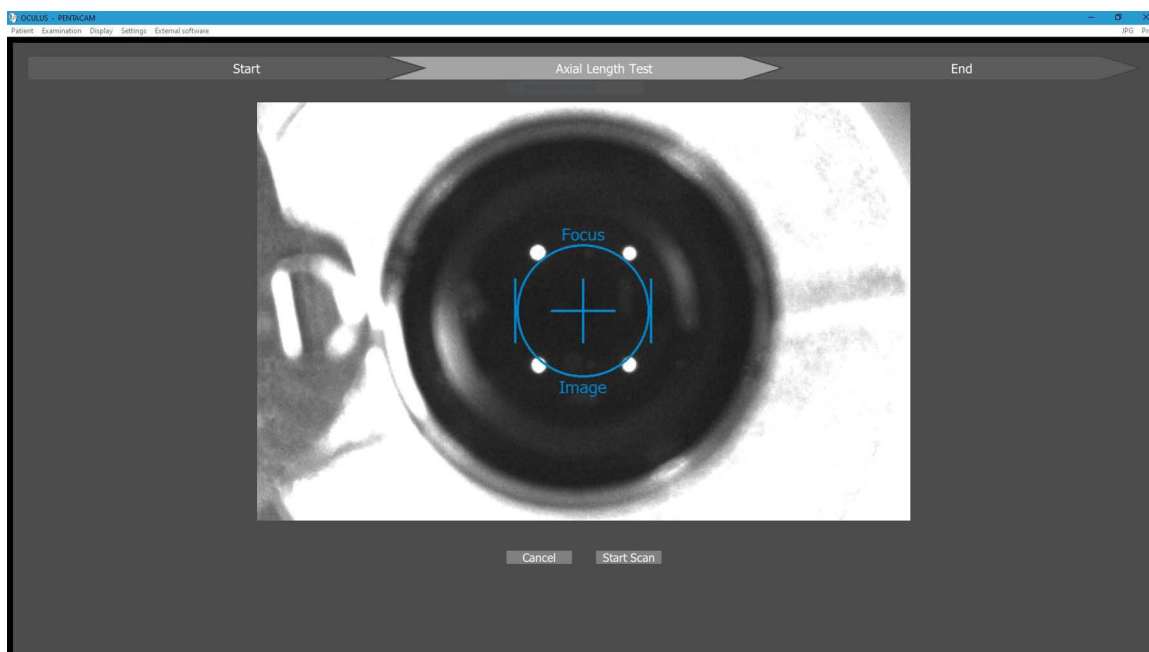 OCULUS - PENTACAM
Patient Examination Display Settings External software JPG Pr
Start Axial Length Test End
Focus
Image
Cancel Start Scan